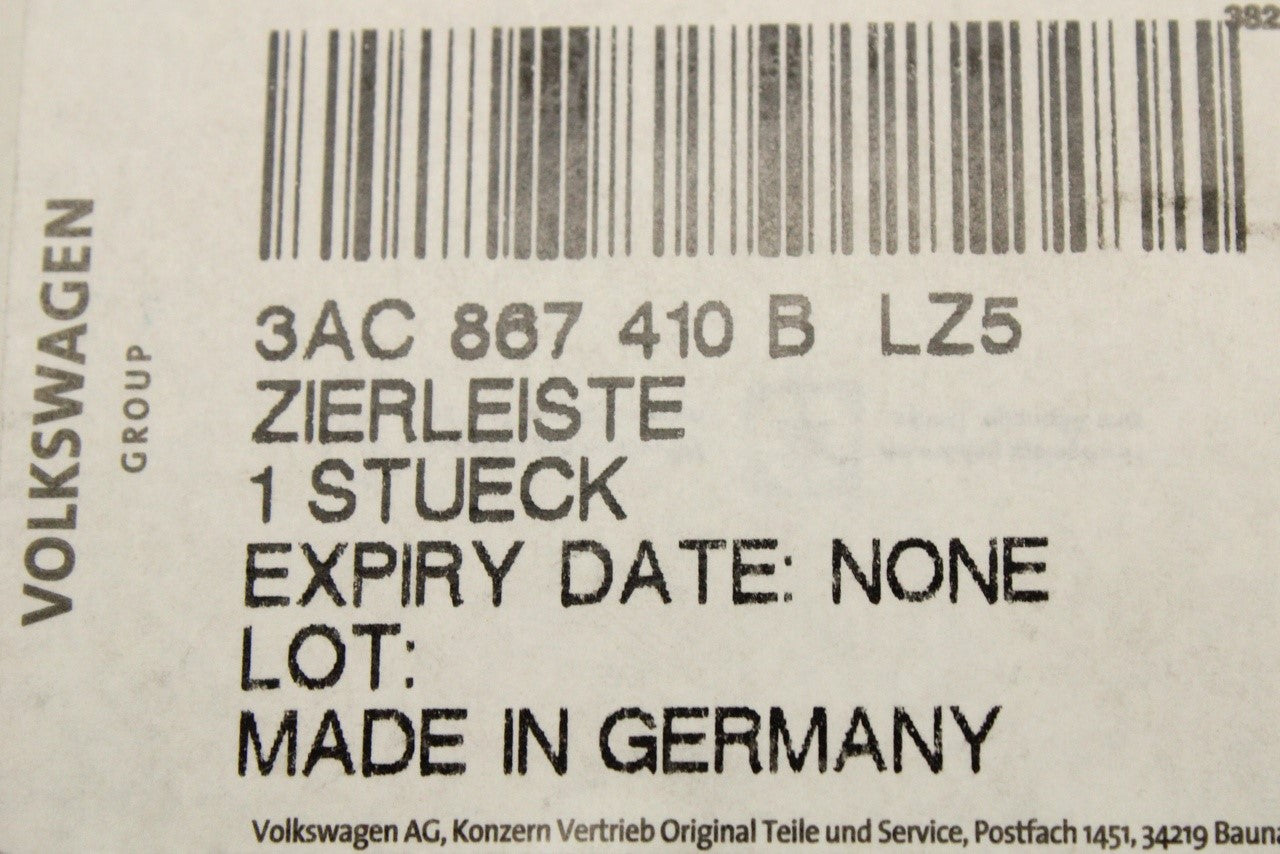 382
VOLKSWAGEN
GROUP
3AC 867 410 B LZ5
ZIERLEISTE
1 STUECK
EXPIRY DATE: NONE
LOT:
MADE IN GERMANY
Volkswagen AG, Konzern Vertrieb Original Teile und Service, Postfach 1451, 34219